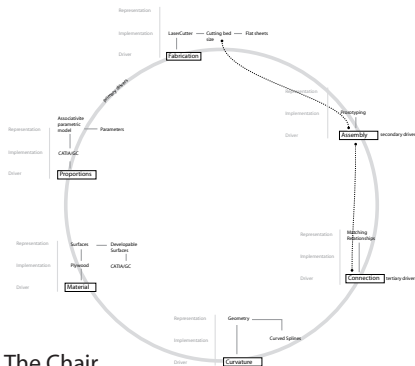 Representation
LaserCutter Cutting bed size Flat sheets
Implementation
Driver
Fabrication
primary drivers
Representation
Implementation
Prototyping
Driver
Assembly secondary driver
Associative parametric model
Representation
Parameters
Implementation
CATIA/GC
Driver
Proportions
Representation
Surfaces
Developable Surfaces
Implementation
Plywood
CATIA/GC
Driver
Material
Representation
Matching Relationships
Implementation
Driver
Connection tertiary driver
Representation
Geometry
Implementation
Curved Splines
Driver
Curvature
The Chair